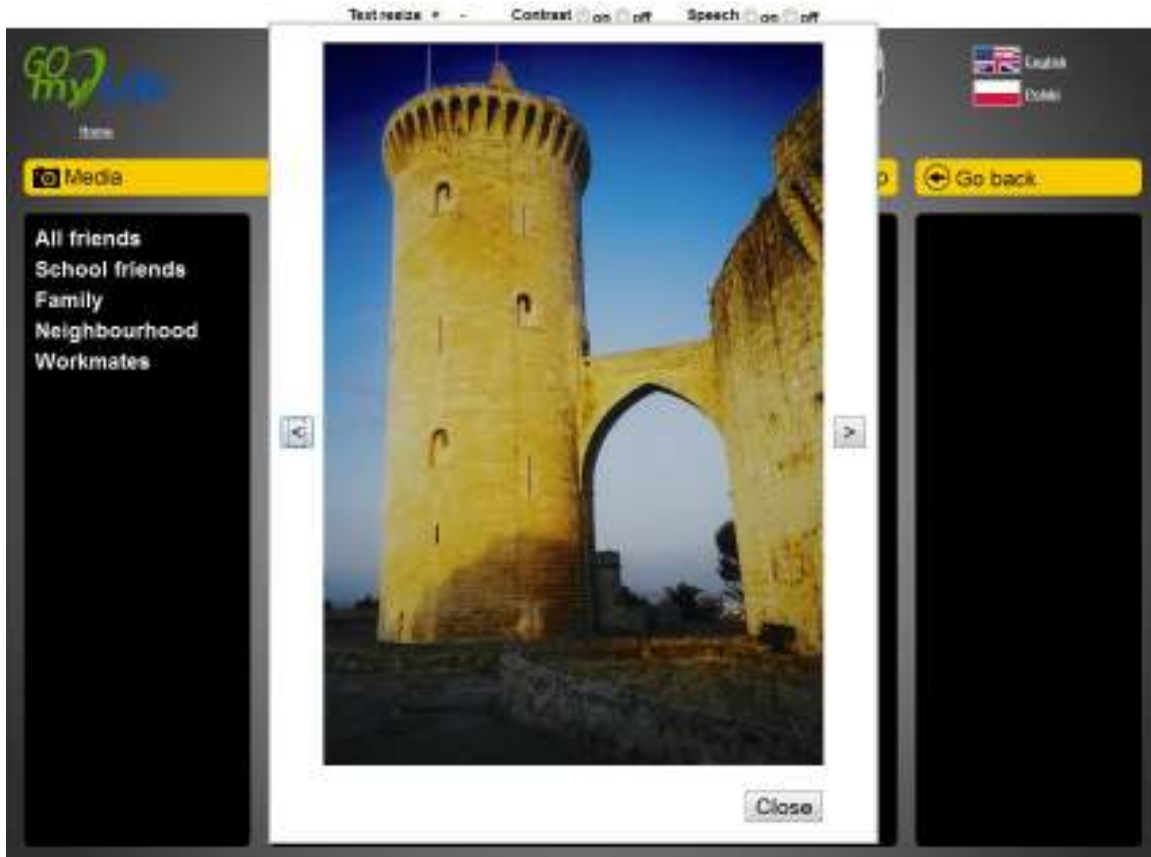 Text resize + - Contrast on off Speech on off
GO
my Life
English
Polski
Home
Media
Go back
All friends
School friends
Family
Neighbourhood
Workmates
< >
Close